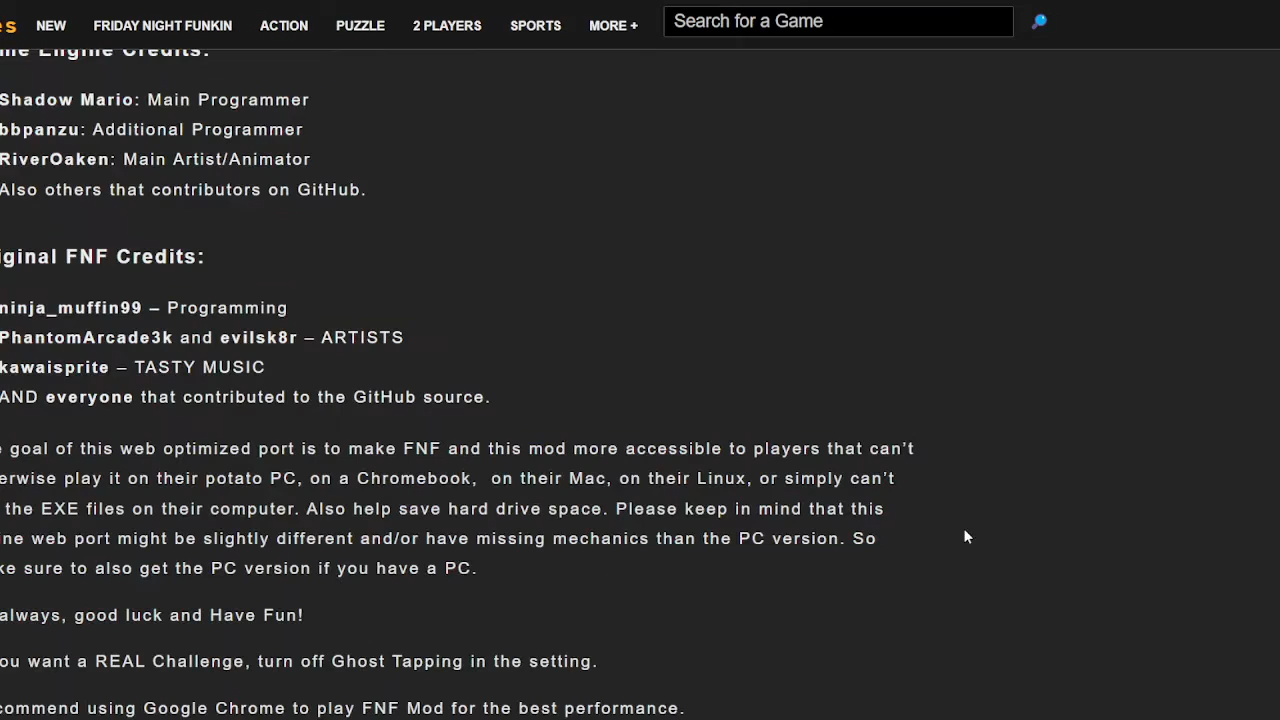 es NEW FRIDAY NIGHT FUNKIN ACTION PUZZLE 2 PLAYERS SPORTS MORE + Search for a Game
me Engine Credits:
Shadow Mario: Main Programmer
bbpanzu: Additional Programmer
RiverOaken: Main Artist/Animator
Also others that contributors on GitHub.
iginal FNF Credits:
ninja_muffin99 – Programming
PhantomArcade3k and evilsk8r – ARTISTS
kawaisprite – TASTY MUSIC
AND everyone that contributed to the GitHub source.
e goal of this web optimized port is to make FNF and this mod more accessible to players that can’t
erwise play it on their potato PC, on a Chromebook, on their Mac, on their Linux, or simply can’t
the EXE files on their computer. Also help save hard drive space. Please keep in mind that this
ine web port might be slightly different and/or have missing mechanics than the PC version. So
ke sure to also get the PC version if you have a PC.
always, good luck and Have Fun!
ou want a REAL Challenge, turn off Ghost Tapping in the setting.
commend using Google Chrome to play FNF Mod for the best performance.